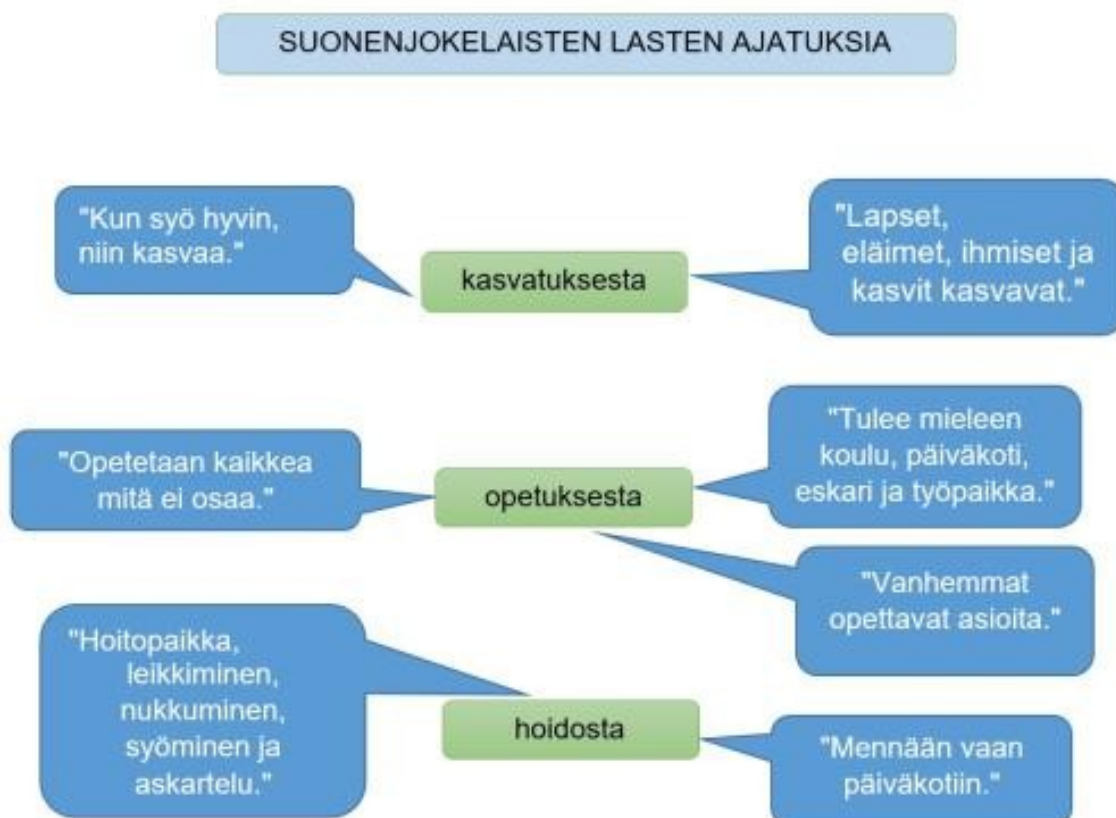 SUONENJOKELAISTEN LASTEN AJATUKSIA
"Kun syö hyvin,
niin kasvaa."
kasvatuksesta
"Lapset,
eläimet, ihmiset ja
kasvit kasvavat."
"Opetetaan kaikkea
mitä ei osaa."
opetuksesta
"Tulee mieleen
koulu, päiväkoti,
eskari ja työpaikka."
"Vanhemmat
opettavat asioita."
"Hoitopaikka,
leikkiminen,
nukkuminen,
syöminen ja
askartelu."
hoidosta
"Mennään vaan
päiväkotiin."